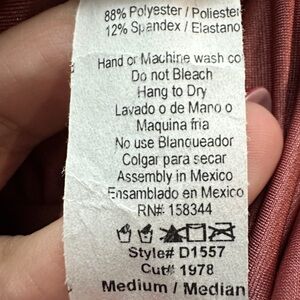 88% Polyester / Poliester
12% Spandex / Elastano
Hand or Machine wash co
Do not Bleach
Hang to Dry
Lavado o de Mano o
Maquina fria
No use Blanqueador
Colgar para secar
Assembly in Mexico
Ensamblado en Mexico
RN#: 158344
Style# D1557
Cut# 1978
Medium / Median